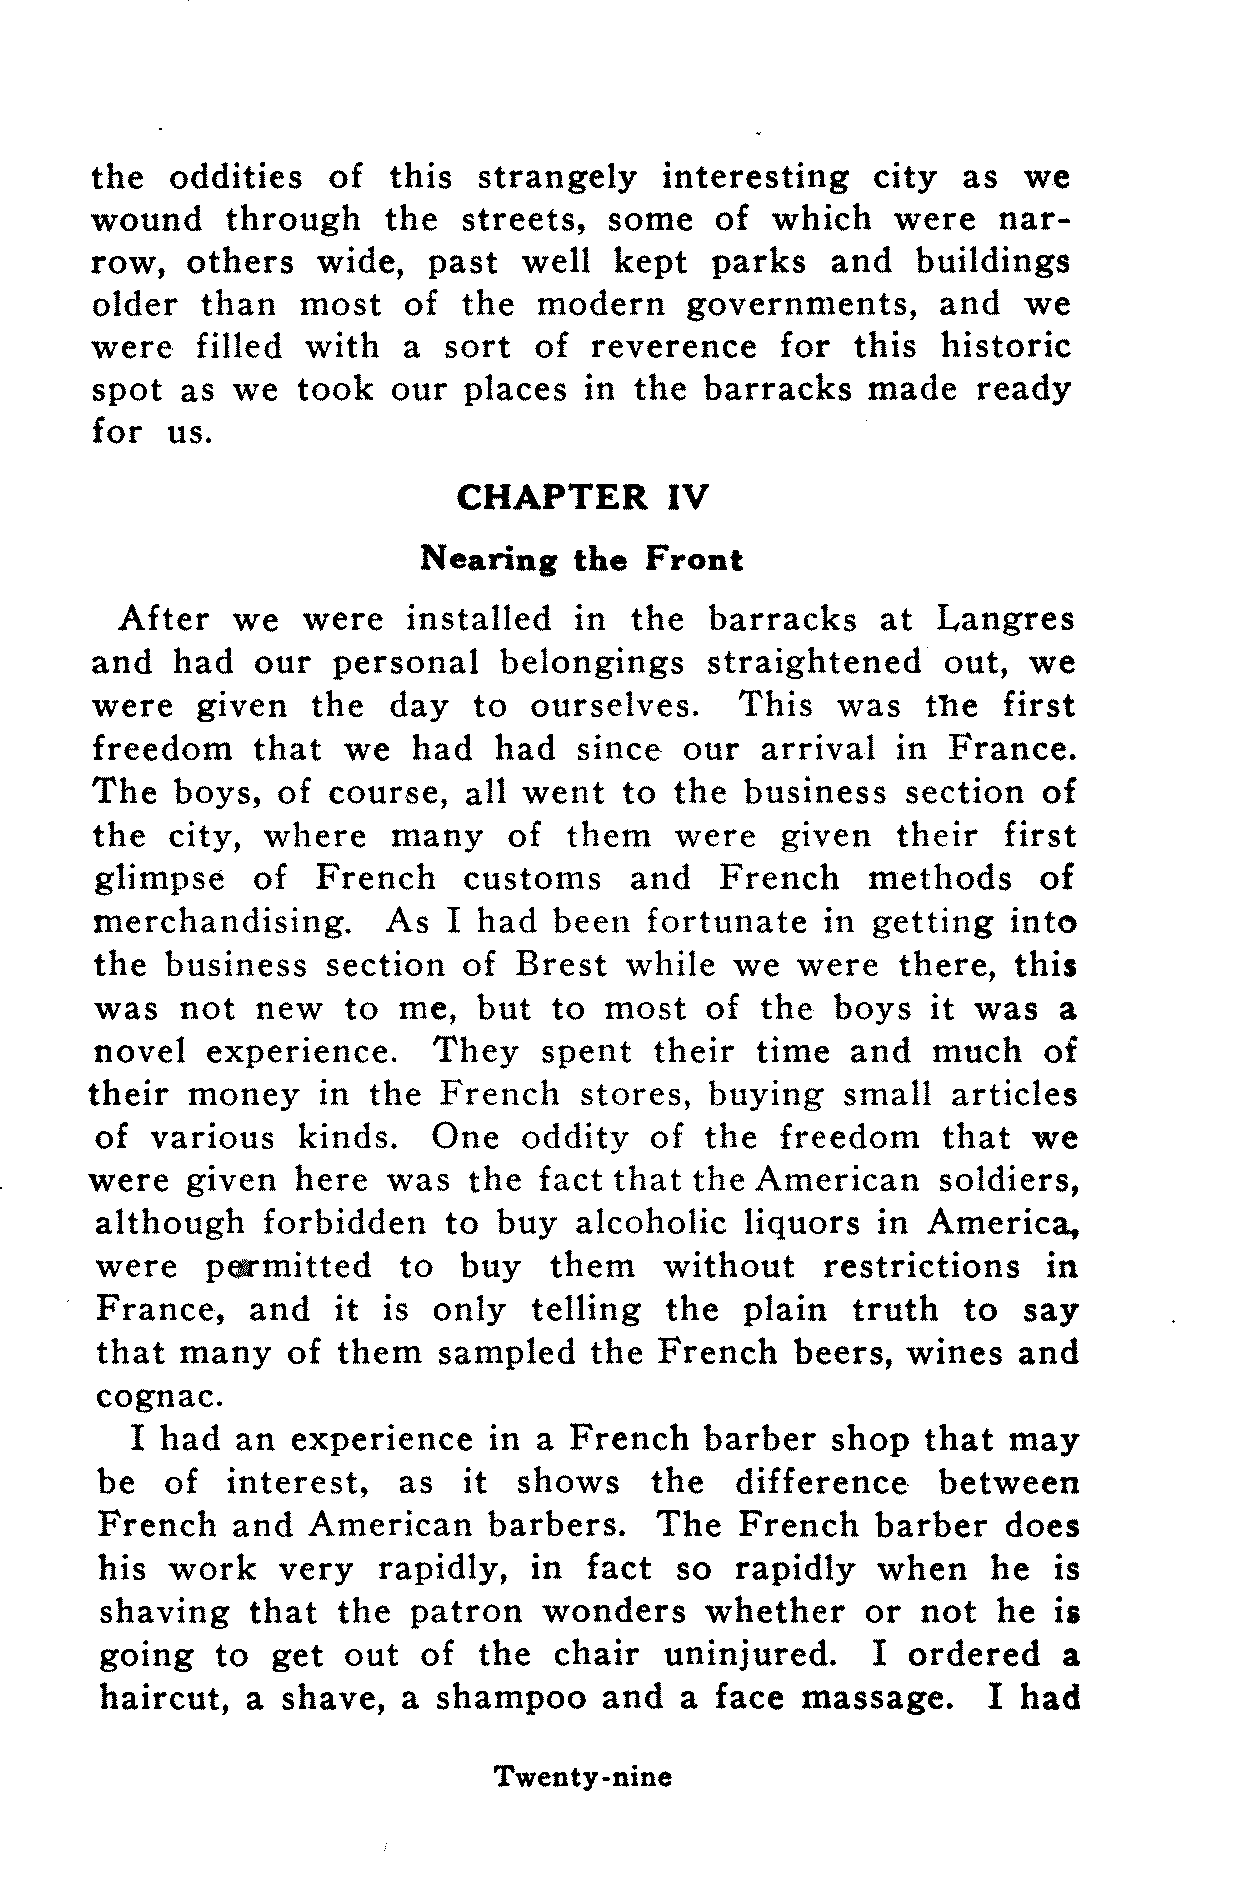 the oddities of this strangely interesting city as we
wound through the streets, some of which were nar-
row, others wide, past well kept parks and buildings
older than most of the modern governments, and we
were filled with a sort of reverence for this historic
spot as we took our places in the barracks made ready
for us.
CHAPTER IV
Nearing the Front
After we were installed in the barracks at Langres
and had our personal belongings straightened out, we
were given the day to ourselves. This was the first
freedom that we had had since our arrival in France.
The boys, of course, all went to the business section of
the city, where many of them were given their first
glimpse of French customs and French methods of
merchandising. As I had been fortunate in getting into
the business section of Brest while we were there, this
was not new to me, but to most of the boys it was a
novel experience. They spent their time and much of
their money in the French stores, buying small articles
of various kinds. One oddity of the freedom that we
were given here was the fact that the American soldiers,
although forbidden to buy alcoholic liquors in America,
were permitted to buy them without restrictions in
France, and it is only telling the plain truth to say
that many of them sampled the French beers, wines and
cognac.
I had an experience in a French barber shop that may
be of interest, as it shows the difference between
French and American barbers. The French barber does
his work very rapidly, in fact so rapidly when he is
shaving that the patron wonders whether or not he is
going to get out of the chair uninjured. I ordered a
haircut, a shave, a shampoo and a face massage. I had
Twenty-nine